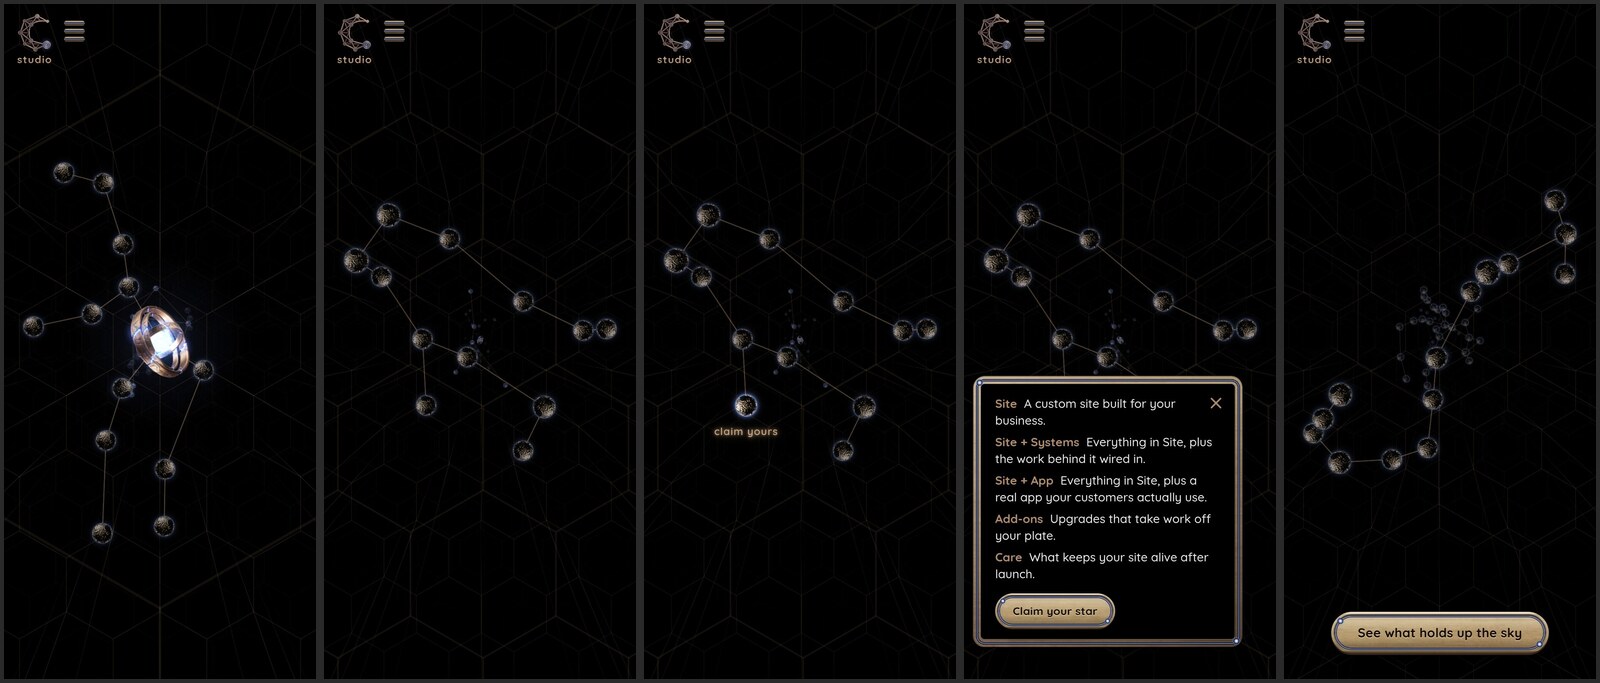 studio
studio
studio
claim yours
studio
Site A custom site built for your
business.
Site + Systems Everything in Site, plus
the work behind it wired in.
Site + App Everything in Site, plus a
real app your customers actually use.
Add-ons Upgrades that take work off
your plate.
Care What keeps your site alive after
launch.
Claim your star
studio
See what holds up the sky